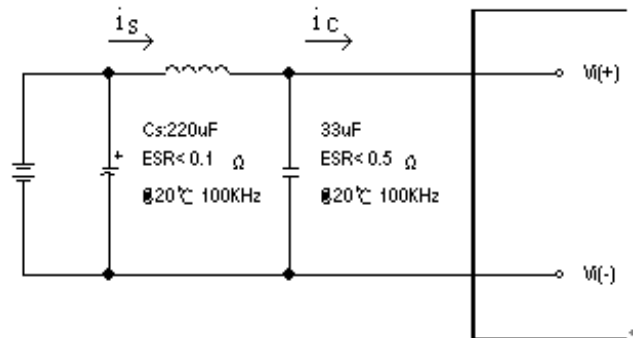 is
ic
Vi(+)
+
Cs:220uF
ESR< 0.1 Ω
@20℃ 100KHz
33uF
ESR< 0.5 Ω
@20℃ 100KHz
Vi(-)